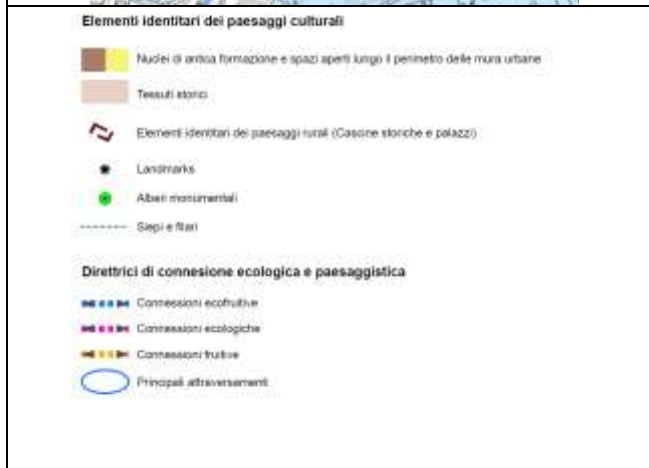 Elementi identitari dei paesaggi culturali
Nuclei di antica formazione e spazi aperti lungo il perimetro delle mura urbane
Tessuti storici
Elementi identitari dei paesaggi rurali (Cascine storiche e palazzi)
Landmarks
Alberi monumentali
Siepi e filari
Direttrici di connesione ecologica e paesaggistica
Connessioni ecofruitive
Connessioni ecologiche
Connessioni fruitive
Principali attraversamenti